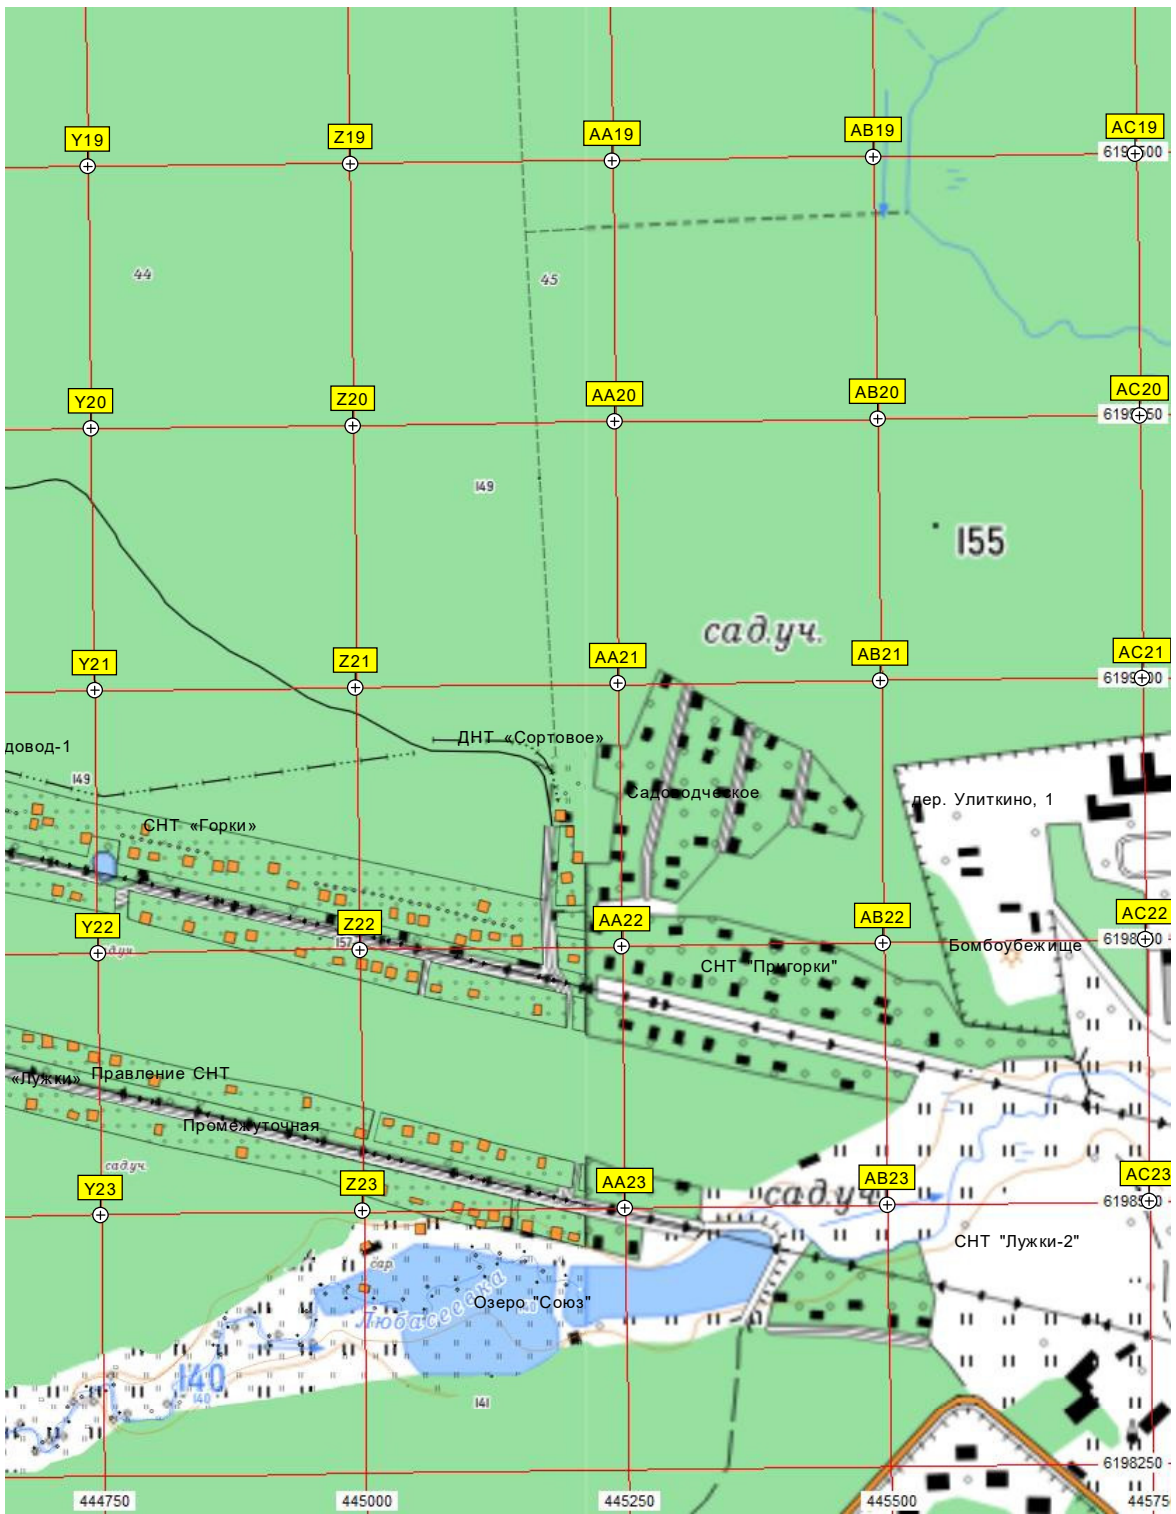 Y19
Z19
AA19
AB19
AC19
44
45
Y20
Z20
AA20
AB20
AC20
149
155
сад.уч.
Y21
Z21
AA21
AB21
AC21
довод-1
ДНТ «Сортовое»
149
Садоводческое
дер. Улиткино, 1
СНТ «Горки»
Y22
Z22
AA22
AB22
AC22
157
Бомбоубежище
СНТ "Пригорки"
«Лужки»
Правление СНТ
Промежуточная
сад.уч.
Y23
Z23
AA23
AB23
AC23
сад.уч.
СНТ "Лужки-2"
сар.
Озеро "Союз"
140
140
141
6198250
444750
445000
445250
445500